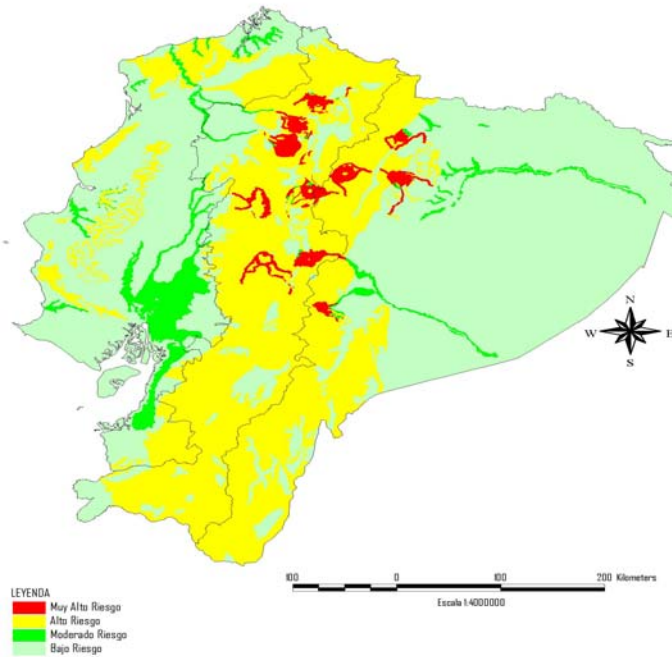 N
W E
S
100 0 100 200 Kilometers
Escala 1:4000000
LEYENDA
Muy Alto Riesgo
Alto Riesgo
Moderado Riesgo
Bajo Riesgo